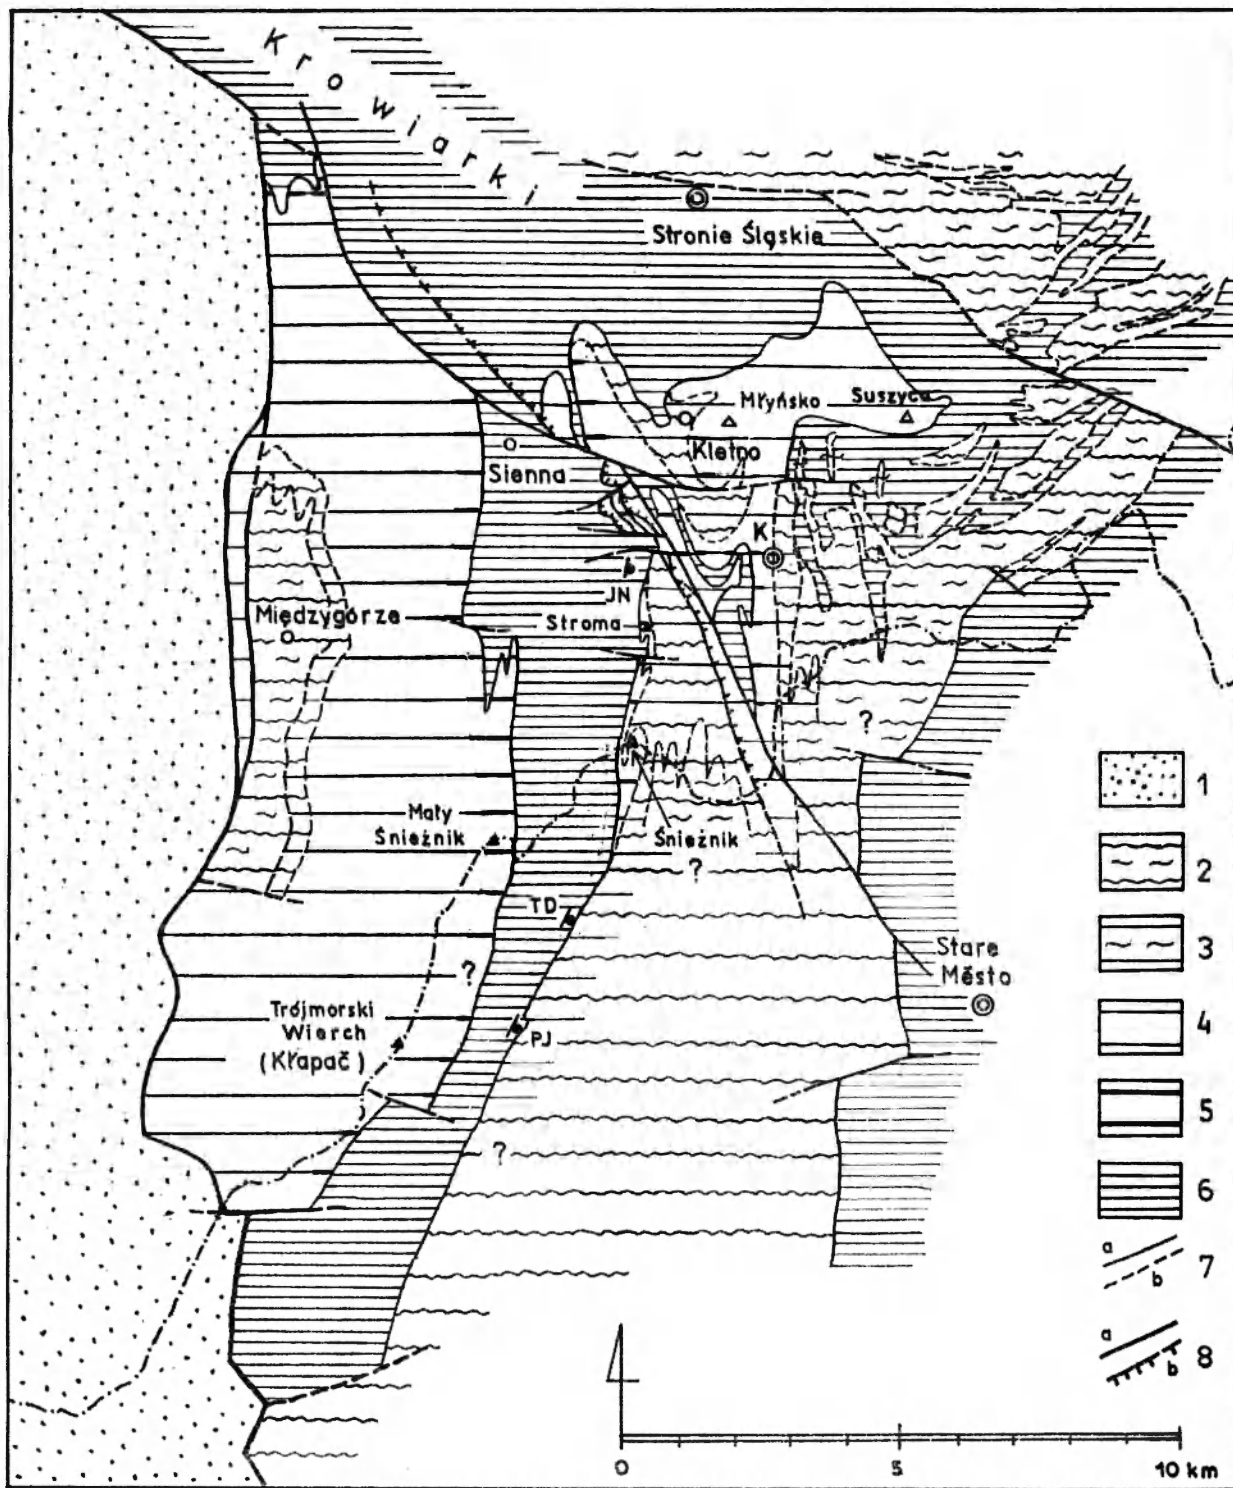 Krowiarki
Stronie Śląskie
Młyńsko
Suszyca
Kletno
Sienna
K
JN
Stroma
Międzygórze
?
Mały
Śnieżnik
Śnieżnik
?
TD
?
Stare
Město
Trójmorski
Wierch
(Kłapač)
PJ
?
1
2
3
4
5
6
a
b
7
a
b
8
0
5
10 km